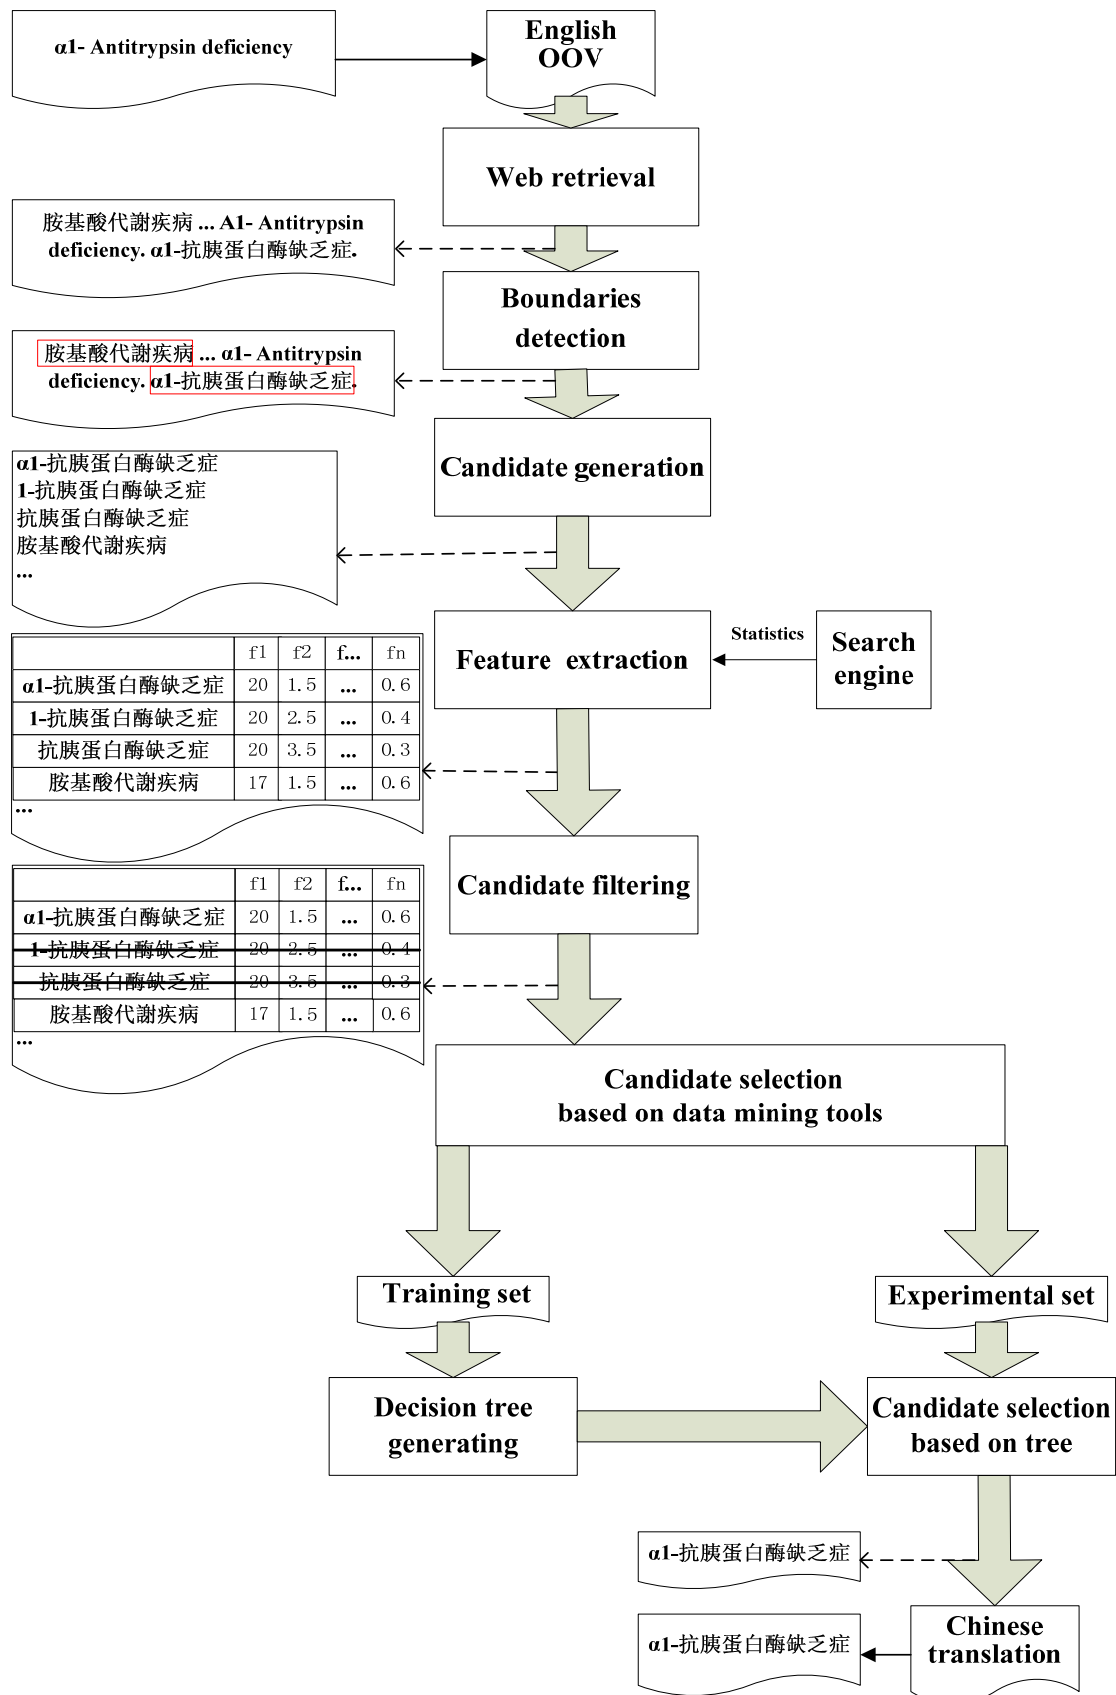 α1- Antitrypsin deficiency
English
OOV
Web retrieval
胺基酸代謝疾病 ... A1- Antitrypsin
deficiency. α1-抗胰蛋白酶缺乏症.
Boundaries
detection
胺基酸代謝疾病 ... α1- Antitrypsin
deficiency. α1-抗胰蛋白酶缺乏症.
Candidate generation
α1-抗胰蛋白酶缺乏症
1-抗胰蛋白酶缺乏症
抗胰蛋白酶缺乏症
胺基酸代謝疾病
...
Feature extraction
Statistics
Search
engine
f1 f2 f... fn
α1-抗胰蛋白酶缺乏症 20 1.5 ... 0.6
1-抗胰蛋白酶缺乏症 20 2.5 ... 0.4
抗胰蛋白酶缺乏症 20 3.5 ... 0.3
胺基酸代謝疾病 17 1.5 ... 0.6
...
Candidate filtering
f1 f2 f... fn
α1-抗胰蛋白酶缺乏症 20 1.5 ... 0.6
1-抗胰蛋白酶缺乏症 20 2.5 ... 0.4
抗胰蛋白酶缺乏症 20 3.5 ... 0.3
胺基酸代謝疾病 17 1.5 ... 0.6
...
Candidate selection
based on data mining tools
Training set
Experimental set
Decision tree
generating
Candidate selection
based on tree
α1-抗胰蛋白酶缺乏症
Chinese
translation
α1-抗胰蛋白酶缺乏症